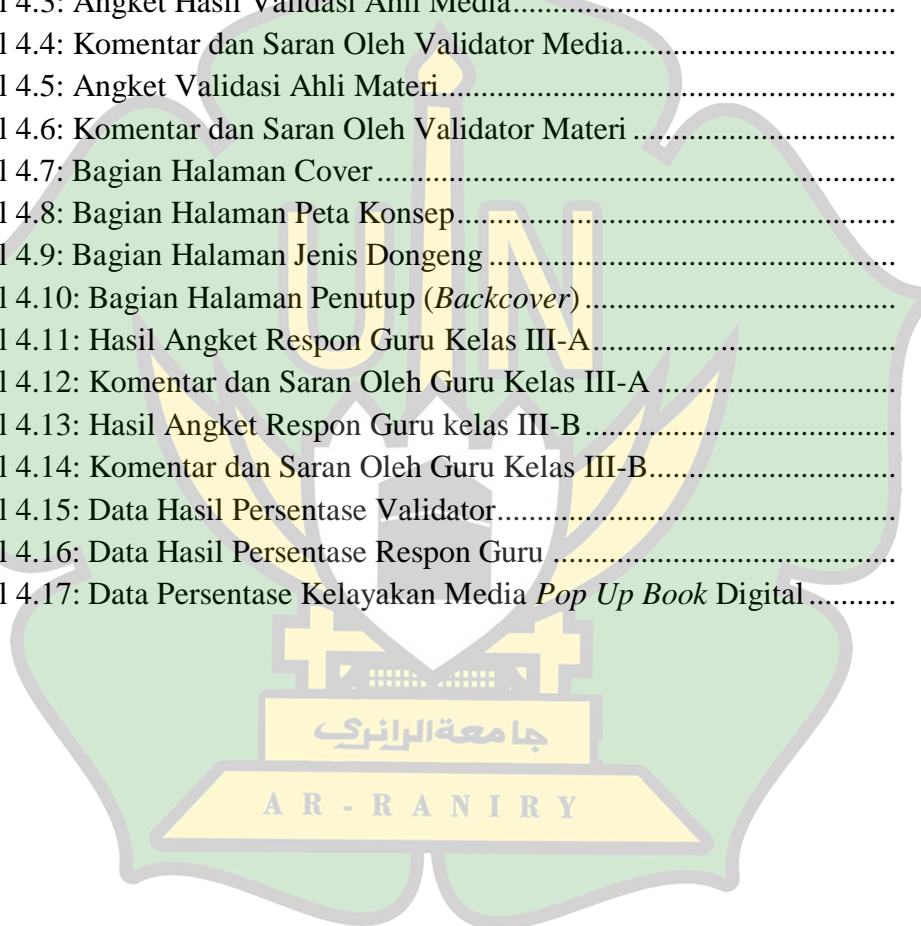 l 4.3: Angket Hasil Validasi Ahli Media
l 4.4: Komentar dan Saran Oleh Validator Media
l 4.5: Angket Validasi Ahli Materi
l 4.6: Komentar dan Saran Oleh Validator Materi
l 4.7: Bagian Halaman Cover
l 4.8: Bagian Halaman Peta Konsep
l 4.9: Bagian Halaman Jenis Dongeng
l 4.10: Bagian Halaman Penutup (Backcover)
l 4.11: Hasil Angket Respon Guru Kelas III-A
l 4.12: Komentar dan Saran Oleh Guru Kelas III-A
l 4.13: Hasil Angket Respon Guru kelas III-B
l 4.14: Komentar dan Saran Oleh Guru Kelas III-B
l 4.15: Data Hasil Persentase Validator
l 4.16: Data Hasil Persentase Respon Guru
l 4.17: Data Persentase Kelayakan Media Pop Up Book Digital
UIN
جامعة الرانري
AR-RANIRY